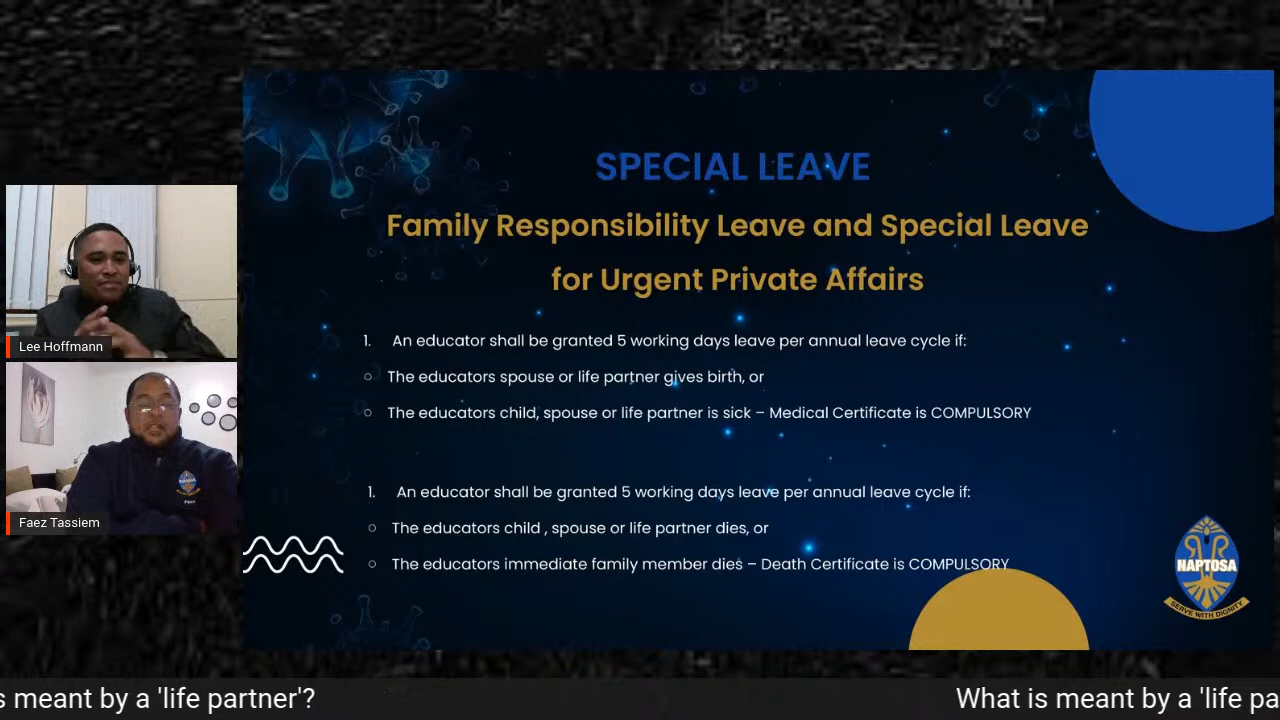 SPECIAL LEAVE
Family Responsibility Leave and Special Leave
for Urgent Private Affairs
1. An educator shall be granted 5 working days leave per annual leave cycle if:
○ The educators spouse or life partner gives birth, or
○ The educators child, spouse or life partner is sick – Medical Certificate is COMPULSORY
1. An educator shall be granted 5 working days leave per annual leave cycle if:
○ The educators child , spouse or life partner dies, or
○ The educators immediate family member dies – Death Certificate is COMPULSORY
NAPTOSA
SERVE WITH DIGNITY
Lee Hoffmann
Faez Tassiem
s meant by a 'life partner'?
What is meant by a 'life pa